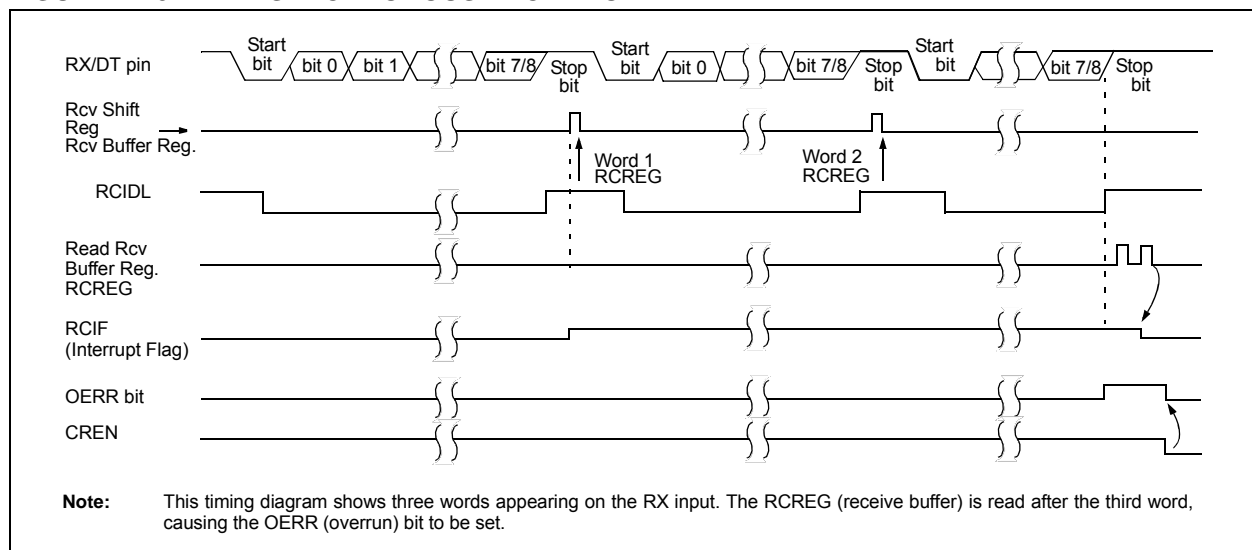 Start
bit
bit 0
bit 1
bit 7/8
Stop
bit
Start
bit
bit 0
bit 7/8
Stop
bit
Start
bit
bit 7/8
Stop
bit
RX/DT pin
Rcv Shift
Reg
Rcv Buffer Reg.
Word 1
RCREG
Word 2
RCREG
RCIDL
Read Rcv
Buffer Reg.
RCREG
RCIF
(Interrupt Flag)
OERR bit
CREN
Note: This timing diagram shows three words appearing on the RX input. The RCREG (receive buffer) is read after the third word,
causing the OERR (overrun) bit to be set.